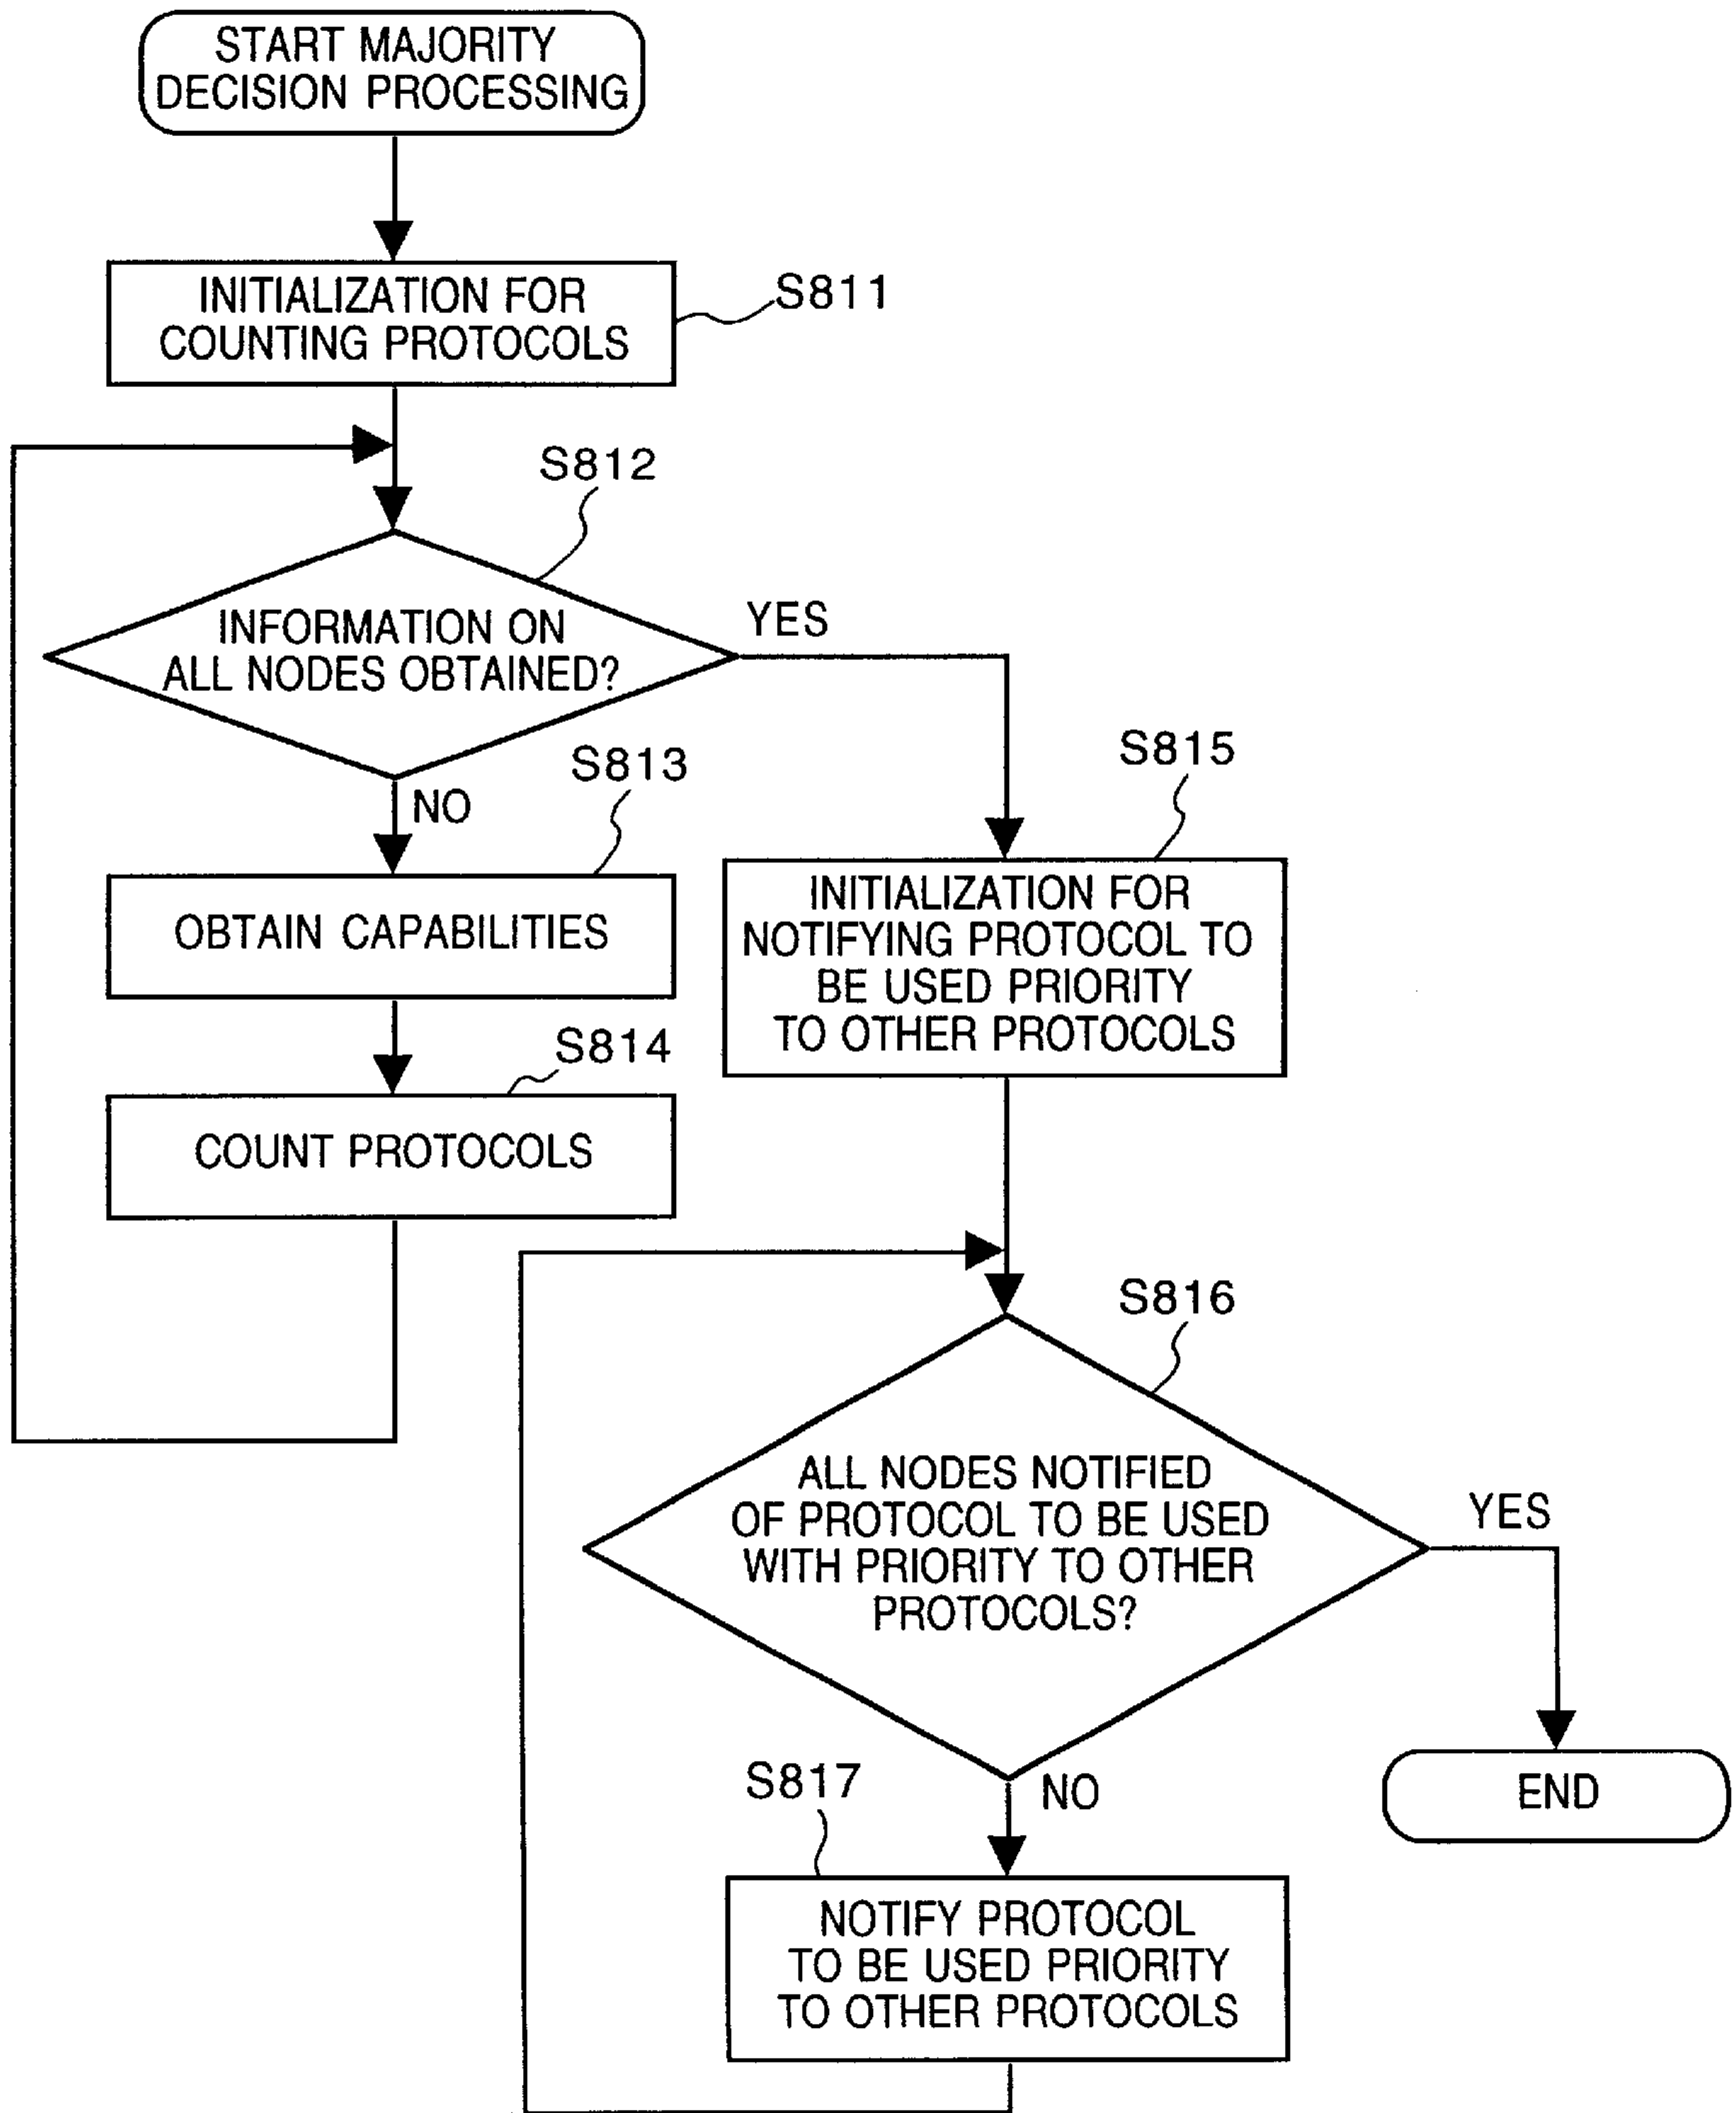 START MAJORITY
DECISION PROCESSING
INITIALIZATION FOR
COUNTING PROTOCOLS
S811
S812
INFORMATION ON
ALL NODES OBTAINED?
YES
NO
S813
OBTAIN CAPABILITIES
S814
COUNT PROTOCOLS
S815
INITIALIZATION FOR
NOTIFYING PROTOCOL TO
BE USED PRIORITY
TO OTHER PROTOCOLS
S816
ALL NODES NOTIFIED
OF PROTOCOL TO BE USED
WITH PRIORITY TO OTHER
PROTOCOLS?
YES
END
NO
S817
NOTIFY PROTOCOL
TO BE USED PRIORITY
TO OTHER PROTOCOLS